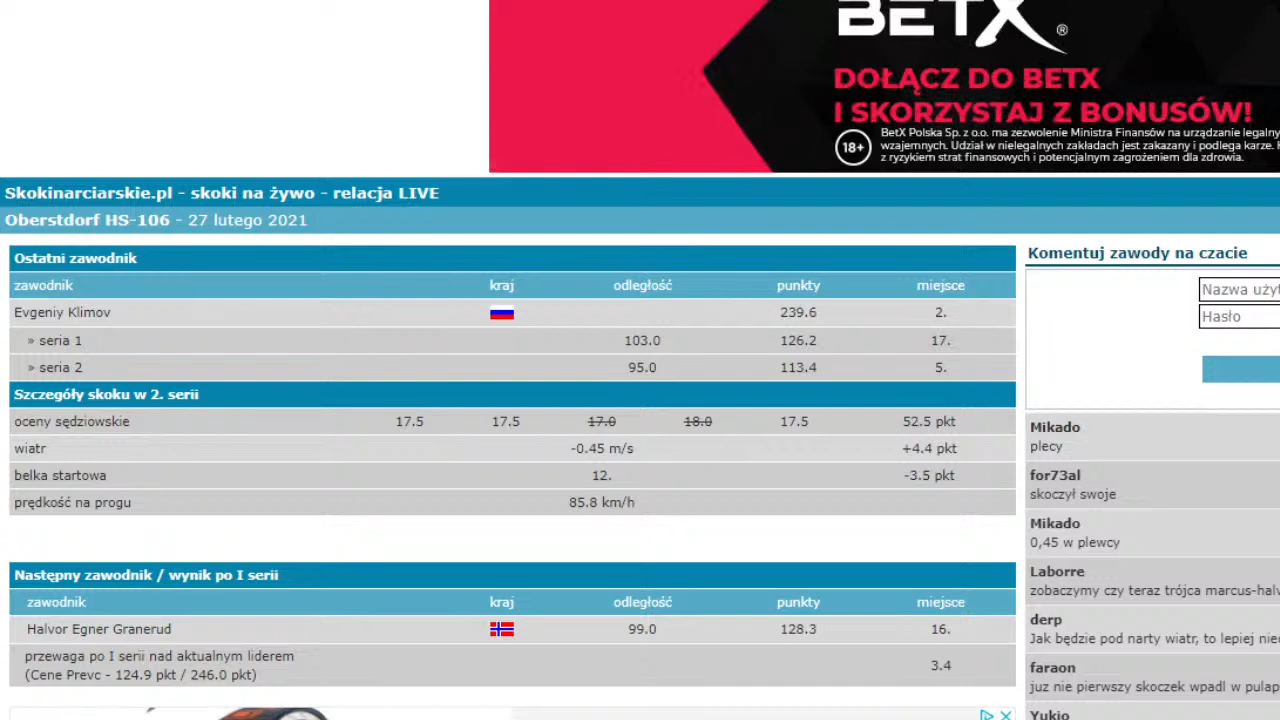 BETX®
DOŁĄCZ DO BETX
I SKORZYSTAJ Z BONUSÓW!
18+
BetX Polska Sp. z o.o. ma zezwolenie Ministra Finansów na urządzanie
wzajemnych. Udział w nielegalnych zakładach jest zakazany i podlega karze.
z ryzykiem strat finansowych i potencjalnym zagrożeniem dla zdrowia.
Skokinarciarskie.pl - skoki na żywo - relacja LIVE
Oberstdorf HS-106 - 27 lutego 2021
Ostatni zawodnik
zawodnik kraj odległość punkty miejsce
Evgeniy Klimov 239.6 2.
» seria 1 103.0 126.2 17.
» seria 2 95.0 113.4 5.
Szczegóły skoku w 2. serii
oceny sędziowskie 17.5 17.5 17.0 18.0 17.5 52.5 pkt
wiatr -0.45 m/s +4.4 pkt
belka startowa 12. -3.5 pkt
prędkość na progu 85.8 km/h
Następny zawodnik / wynik po I serii
zawodnik kraj odległość punkty miejsce
Halvor Egner Granerud 99.0 128.3 16.
przewaga po I serii nad aktualnym liderem
(Cene Prevc - 124.9 pkt / 246.0 pkt) 3.4
Komentuj zawody na czacie
Nazwa uży
Hasło
Mikado
plecy
for73al
skoczył swoje
Mikado
0,45 w plewcy
Laborre
zobaczymy czy teraz trójca marcus-halv
derp
Jak będzie pod narty wiatr, to lepiej nie
faraon
juz nie pierwszy skoczek wpadl w pulap
Yukio